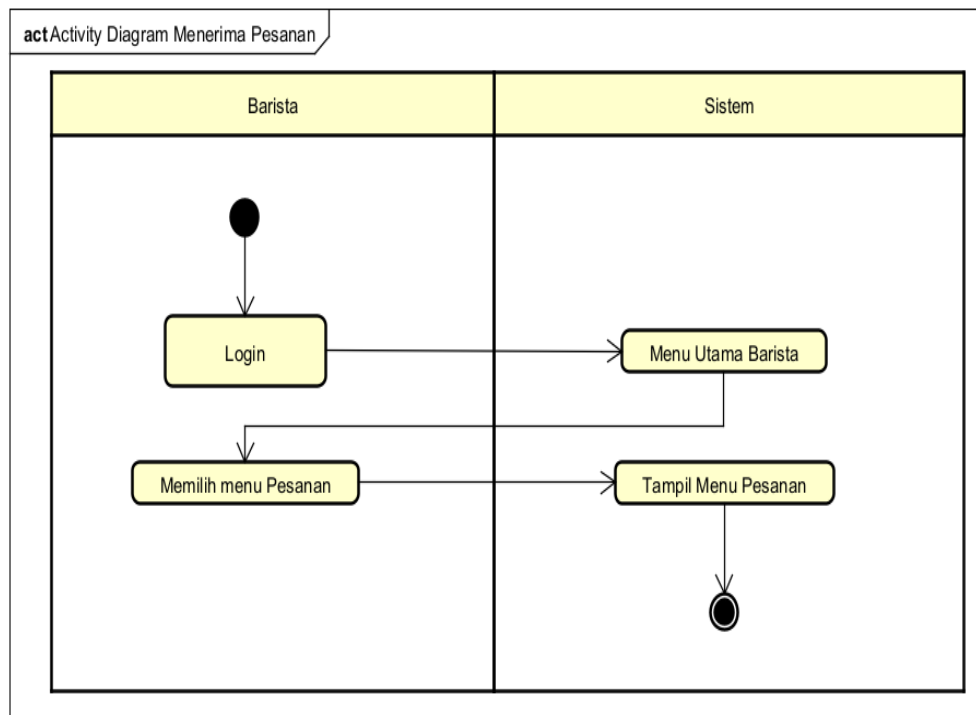 act Activity Diagram Menerima Pesanan
Barista
Sistem
Login
Menu Utama Barista
Memilih menu Pesanan
Tampil Menu Pesanan